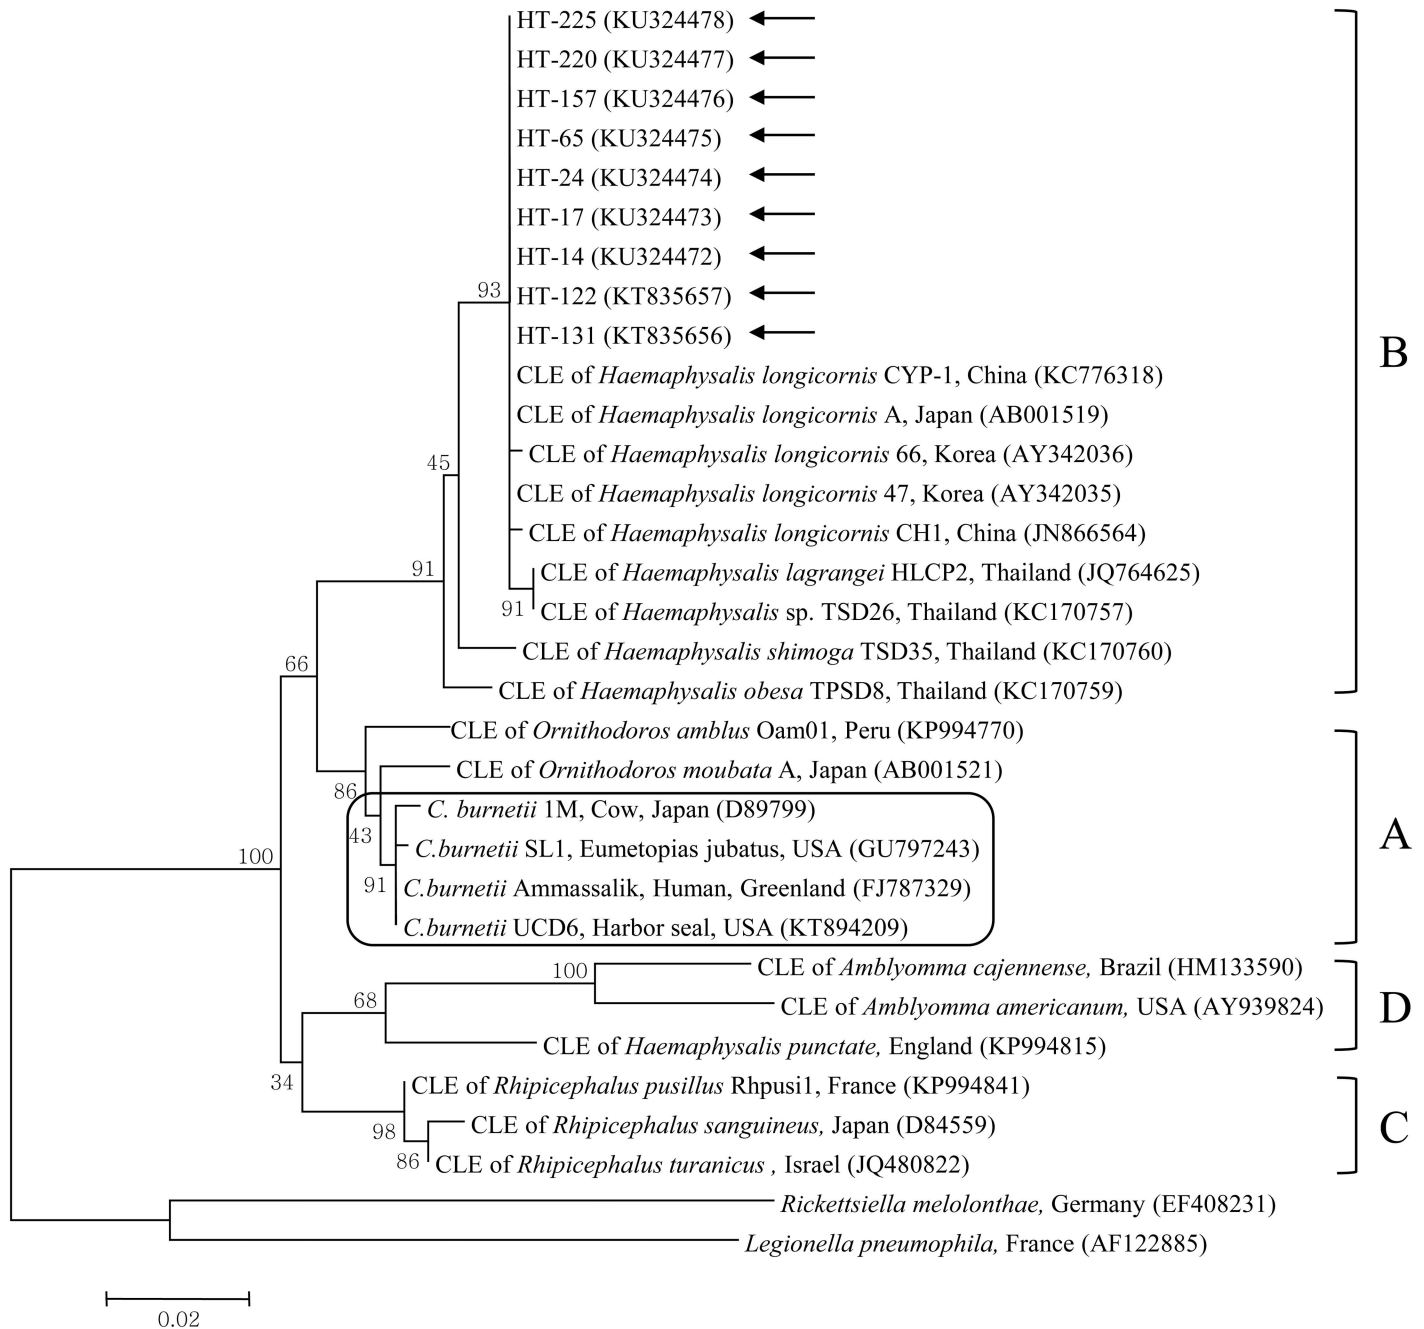 HT-225 (KU324478)
HT-220 (KU324477)
HT-157 (KU324476)
HT-65 (KU324475)
HT-24 (KU324474)
HT-17 (KU324473)
HT-14 (KU324472)
93
HT-122 (KT835657)
HT-131 (KT835656)
B
CLE of Haemaphysalis longicornis CYP-1, China (KC776318)
CLE of Haemaphysalis longicornis A, Japan (AB001519)
CLE of Haemaphysalis longicornis 66, Korea (AY342036)
45
CLE of Haemaphysalis longicornis 47, Korea (AY342035)
CLE of Haemaphysalis longicornis CH1, China (JN866564)
91
CLE of Haemaphysalis lagrangei HLCP2, Thailand (JQ764625)
91
CLE of Haemaphysalis sp. TSD26, Thailand (KC170757)
CLE of Haemaphysalis shimoga TSD35, Thailand (KC170760)
66
CLE of Haemaphysalis obesa TPSD8, Thailand (KC170759)
CLE of Ornithodoros amblus Oam01, Peru (KP994770)
CLE of Ornithodoros moubata A, Japan (AB001521)
86
C. burnetii 1M, Cow, Japan (D89799)
43
A
C.burnetii SL1, Eumetopias jubatus, USA (GU797243)
100
91
C.burnetii Ammassalik, Human, Greenland (FJ787329)
C.burnetii UCD6, Harbor seal, USA (KT894209)
100
CLE of Amblyomma cajennense, Brazil (HM133590)
68
CLE of Amblyomma americanum, USA (AY939824)
D
CLE of Haemaphysalis punctate, England (KP994815)
34
CLE of Rhipicephalus pusillus Rhpusi1, France (KP994841)
98
CLE of Rhipicephalus sanguineus, Japan (D84559)
C
86
CLE of Rhipicephalus turanicus , Israel (JQ480822)
Rickettsiella melolonthae, Germany (EF408231)
Legionella pneumophila, France (AF122885)
0.02